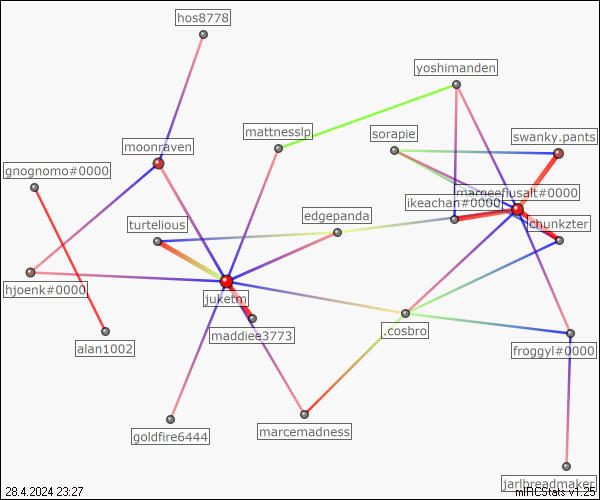 hos8778
yoshimanden
mattnesslp
sorapie
swanky.pants
moonraven
gnognomo#0000
marneeflusalt#0000
ikeachan#0000
edgepanda
turtelious
chunkzter
hjoenk#0000
juketm
maddiee3773
.cosbro
alan1002
froggyl#0000
goldfire6444
marcemadness
jarlbreadmaker
28.4.2024 23:27
mIRCStats v1.25